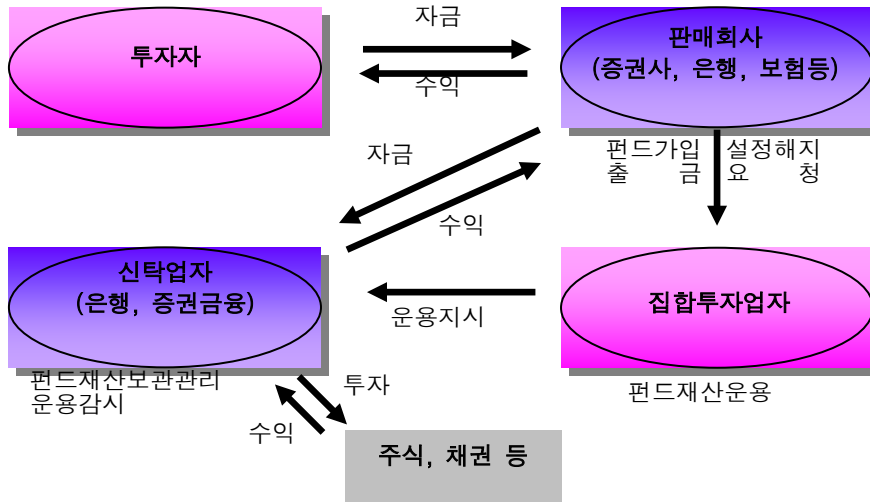 자금
투자자
판매회사
(증권사, 은행, 보험등)
수익
자금
펀드가입 설정해지
출 금 요 청
수익
신탁업자
(은행, 증권금융)
집합투자업자
운용지시
펀드재산보관관리
운용감시
투자
펀드재산운용
수익
주식, 채권 등